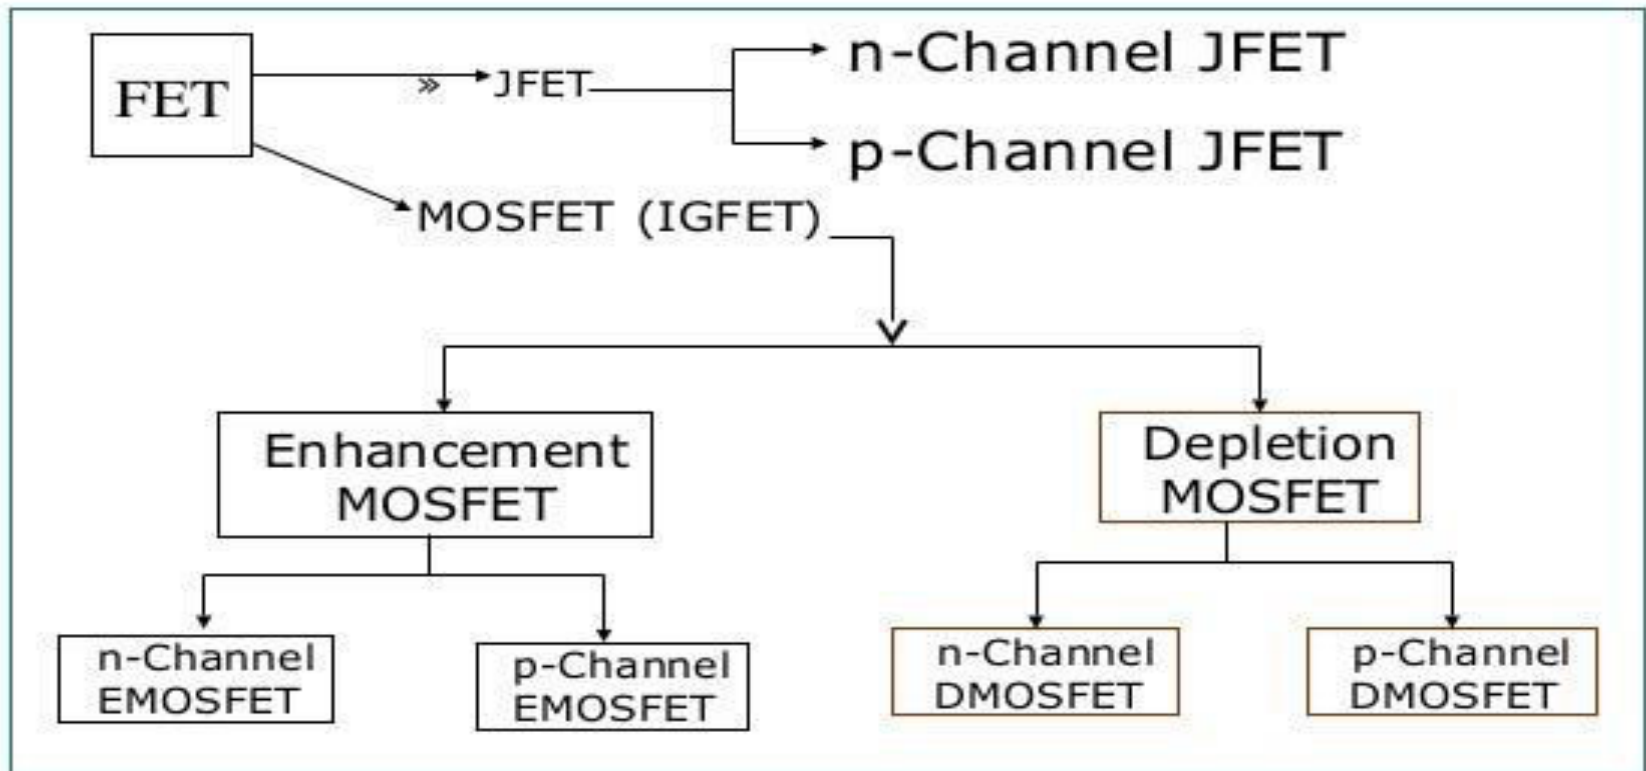 FET
» JFET
n-Channel JFET
p-Channel JFET
MOSFET (IGFET)
Enhancement
MOSFET
Depletion
MOSFET
n-Channel
EMOSFET
p-Channel
EMOSFET
n-Channel
DMOSFET
p-Channel
DMOSFET